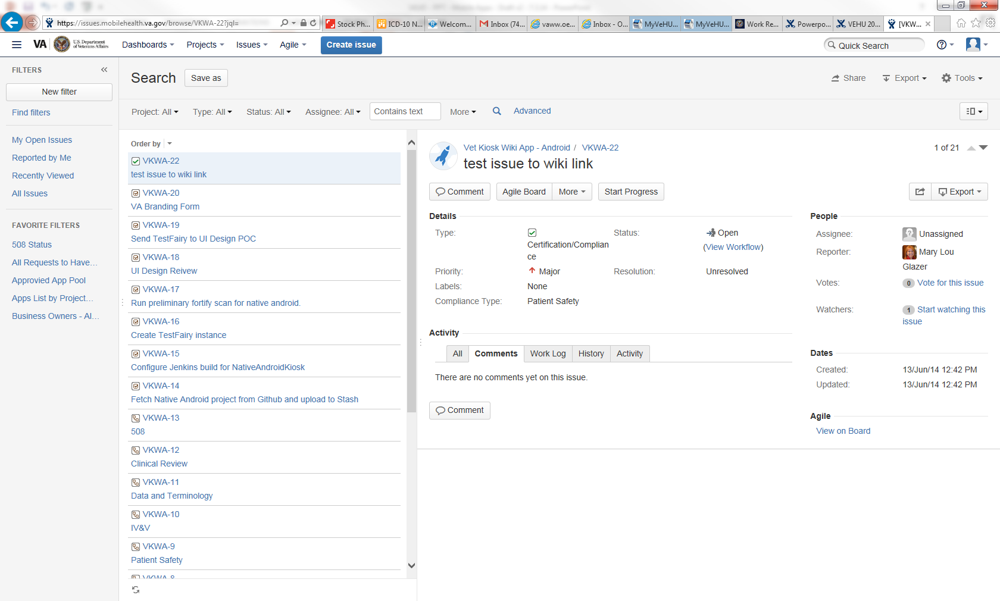 https://issues.mobilehealth.va.gov/browse/VKWA-22?jql=
Stock Ph...
ICD-10 N...
Welcom...
Inbox (74...
vaww.oe...
Inbox - O...
MyVeHU...
MyVeHU...
Work Re...
Powerpo...
VEHU 20...
[VKW...
VA
U.S. Department
of Veterans Affairs
Dashboards
Projects
Issues
Agile
Create issue
Quick Search
FILTERS
New filter
Find filters
My Open Issues
Reported by Me
Recently Viewed
All Issues
FAVORITE FILTERS
508 Status
All Requests to Have...
Approvied App Pool
Apps List by Project...
Business Owners - Al...
Search
Save as
Share
Export
Tools
Project: All
Type: All
Status: All
Assignee: All
Contains text
More
Advanced
Order by
VKWA-22
test issue to wiki link
VKWA-20
VA Branding Form
VKWA-19
Send TestFairy to UI Design POC
VKWA-18
UI Design Reivew
VKWA-17
Run preliminary fortify scan for native android.
VKWA-16
Create TestFairy instance
VKWA-15
Configure Jenkins build for NativeAndroidKiosk
VKWA-14
Fetch Native Android project from Github and upload to Stash
VKWA-13
508
VKWA-12
Clinical Review
VKWA-11
Data and Terminology
VKWA-10
IV&V
VKWA-9
Patient Safety
VKWA-8
Vet Kiosk Wiki App - Android / VKWA-22
test issue to wiki link
1 of 21
Comment
Agile Board
More
Start Progress
Export
Details
Type:
Certification/Complian
ce
Status:
Open
(View Workflow)
Priority:
Major
Resolution:
Unresolved
Labels:
None
Compliance Type:
Patient Safety
Activity
All
Comments
Work Log
History
Activity
There are no comments yet on this issue.
Comment
People
Assignee:
Unassigned
Reporter:
Mary Lou
Glazer
Votes:
0 Vote for this issue
Watchers:
1 Start watching this
issue
Dates
Created:
13/Jun/14 12:42 PM
Updated:
13/Jun/14 12:42 PM
Agile
View on Board